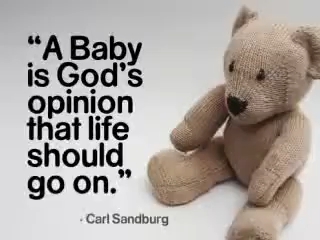 “A Baby
is God’s
opinion
that life
should
go on.”
- Carl Sandburg